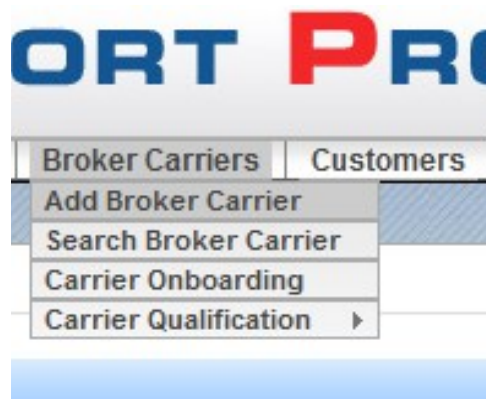 ORT PR
Broker Carriers Customers
Add Broker Carrier
Search Broker Carrier
Carrier Onboarding
Carrier Qualification